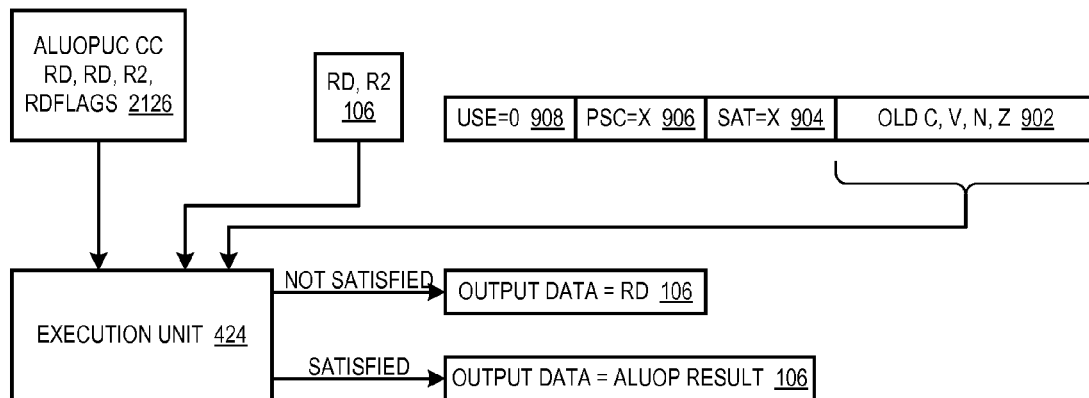 ALUOPUC CC
RD, RD, R2,
RDFLAGS 2126
RD, R2
106
USE=0 908 PSC=X 906 SAT=X 904 OLD C, V, N, Z 902
NOT SATISFIED
OUTPUT DATA = RD 106
EXECUTION UNIT 424
SATISFIED
OUTPUT DATA = ALUOP RESULT 106